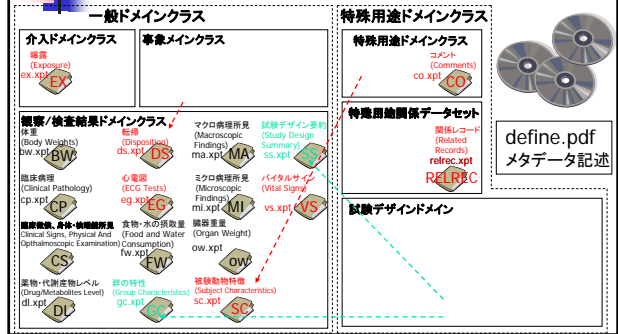 一般ドメインクラス
介入ドメインクラス
曝露
(Exposure)
ex.xpt
EX
事象メインクラス
観察/検査結果ドメインクラス
体重
(Body Weights)
bw.xpt
BW
転帰
(Disposition)
ds.xpt
DS
マクロ病理所見
(Macroscopic
Findings)
ma.xpt
MA
試験デザイン要約
(Study Design
Summary)
ss.xpt
SS
臨床病理
(Clinical Pathology)
cp.xpt
CP
心電図
(ECG Tests)
eg.xpt
EG
ミクロ病理所見
(Microscopic
Findings)
mi.xpt
MI
バイタルサイン
(Vital Signs)
vs.xpt
VS
臨床徴候、身体・検眼鏡所見
Clinical Signs, Physical And
Opthalmoscopic Examination)
CS
食物・水の摂取量
(Food and Water
Consumption)
fw.xpt
FW
臓器重量
(Organ Weight)
ow.xpt
ow
薬物・代謝産物レベル
(Drug/Metabolites Level)
dl.xpt
DL
群の特性
(Group Characteristics)
gc.xpt
GC
被験動物特徴
(Subject Characteristics)
sc.xpt
SC
特殊用途ドメインクラス
特殊用途ドメインクラス
コメント
(Comments)
co.xpt
CO
特殊用途関係データセット
関係レコード
(Related
Records)
relrec.xpt
RELREC
試験デザインドメイン
define.pdf
メタデータ記述